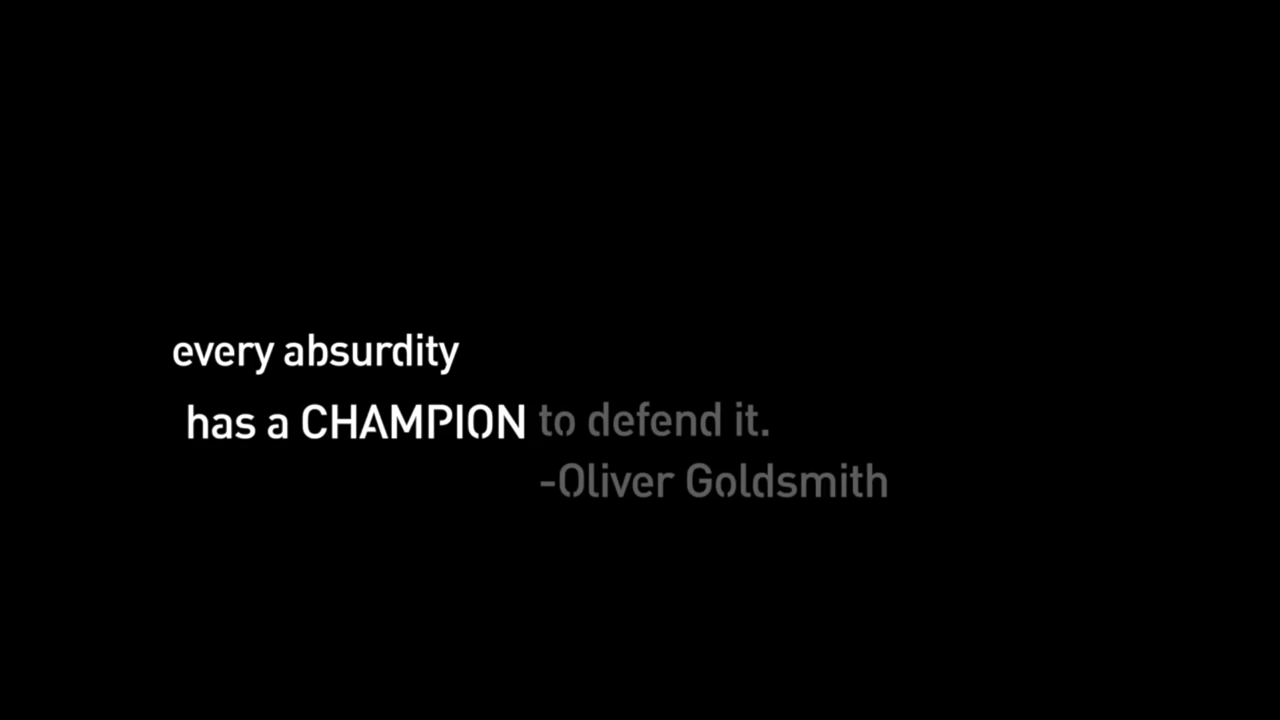 every absurdity
has a CHAMPION to defend it.
-Oliver Goldsmith